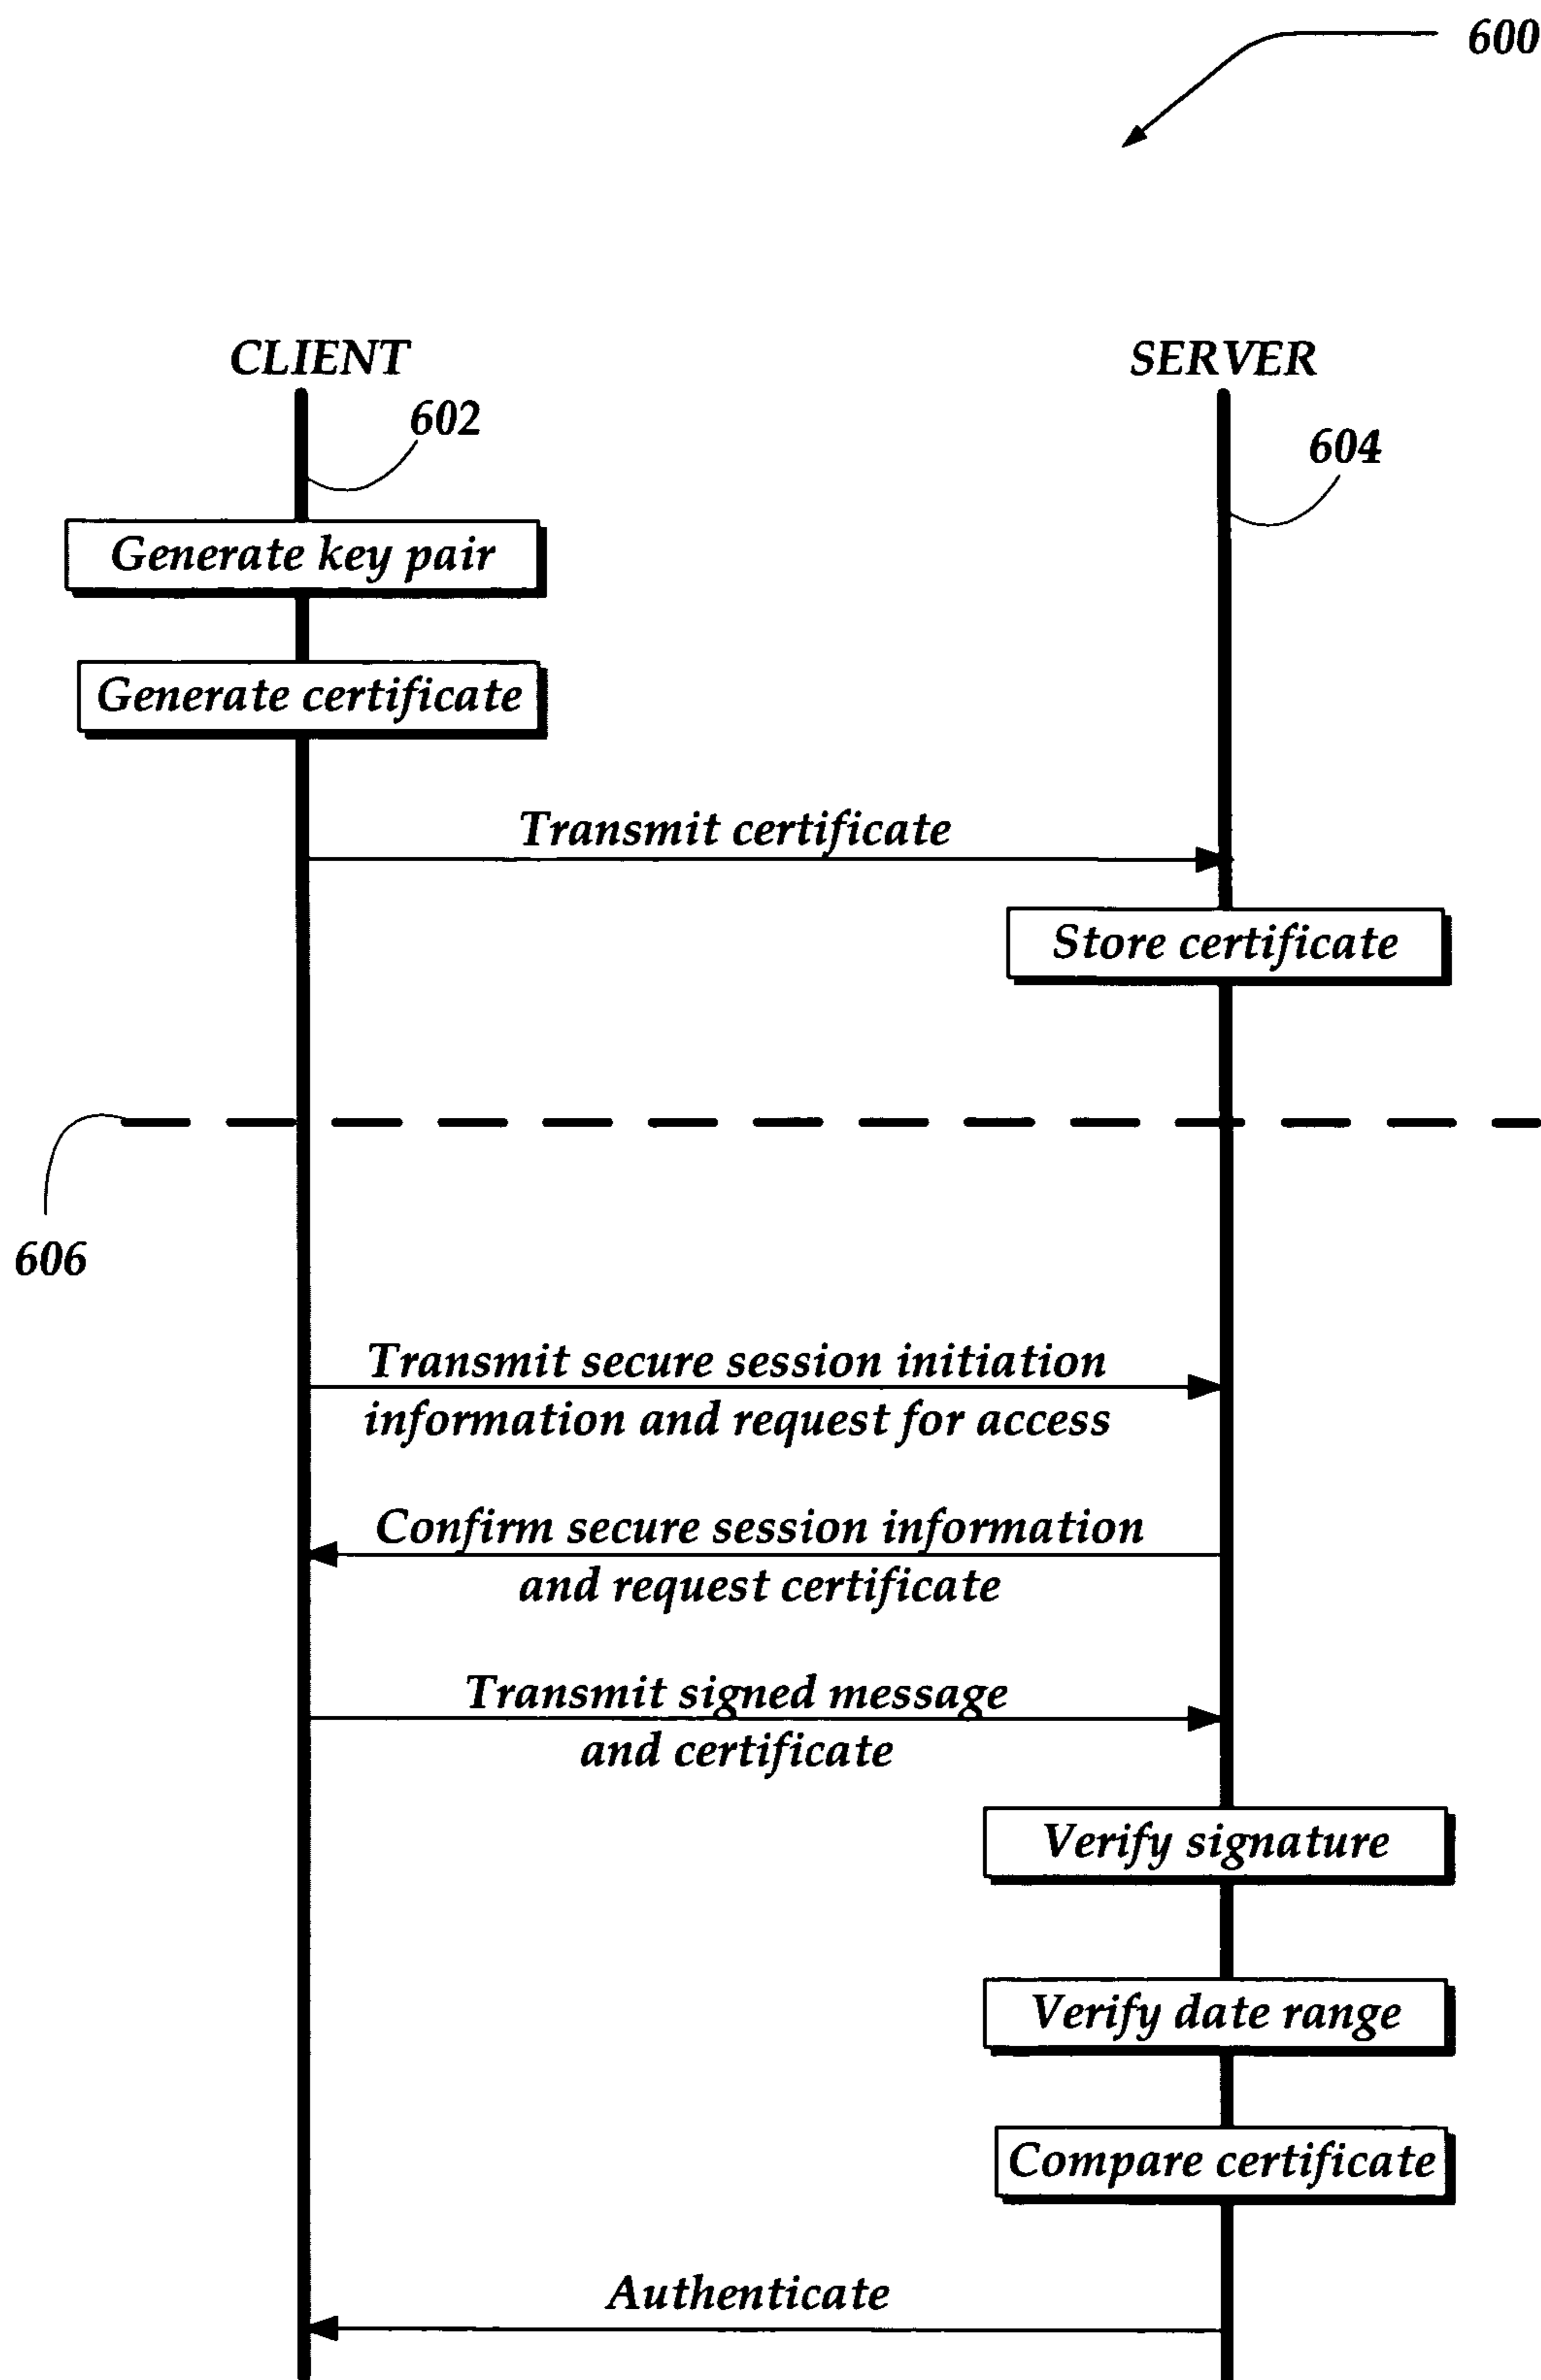 600
CLIENT
SERVER
602
604
Generate key pair
Generate certificate
Transmit certificate
Store certificate
606
Transmit secure session initiation
information and request for access
Confirm secure session information
and request certificate
Transmit signed message
and certificate
Verify signature
Verify date range
Compare certificate
Authenticate